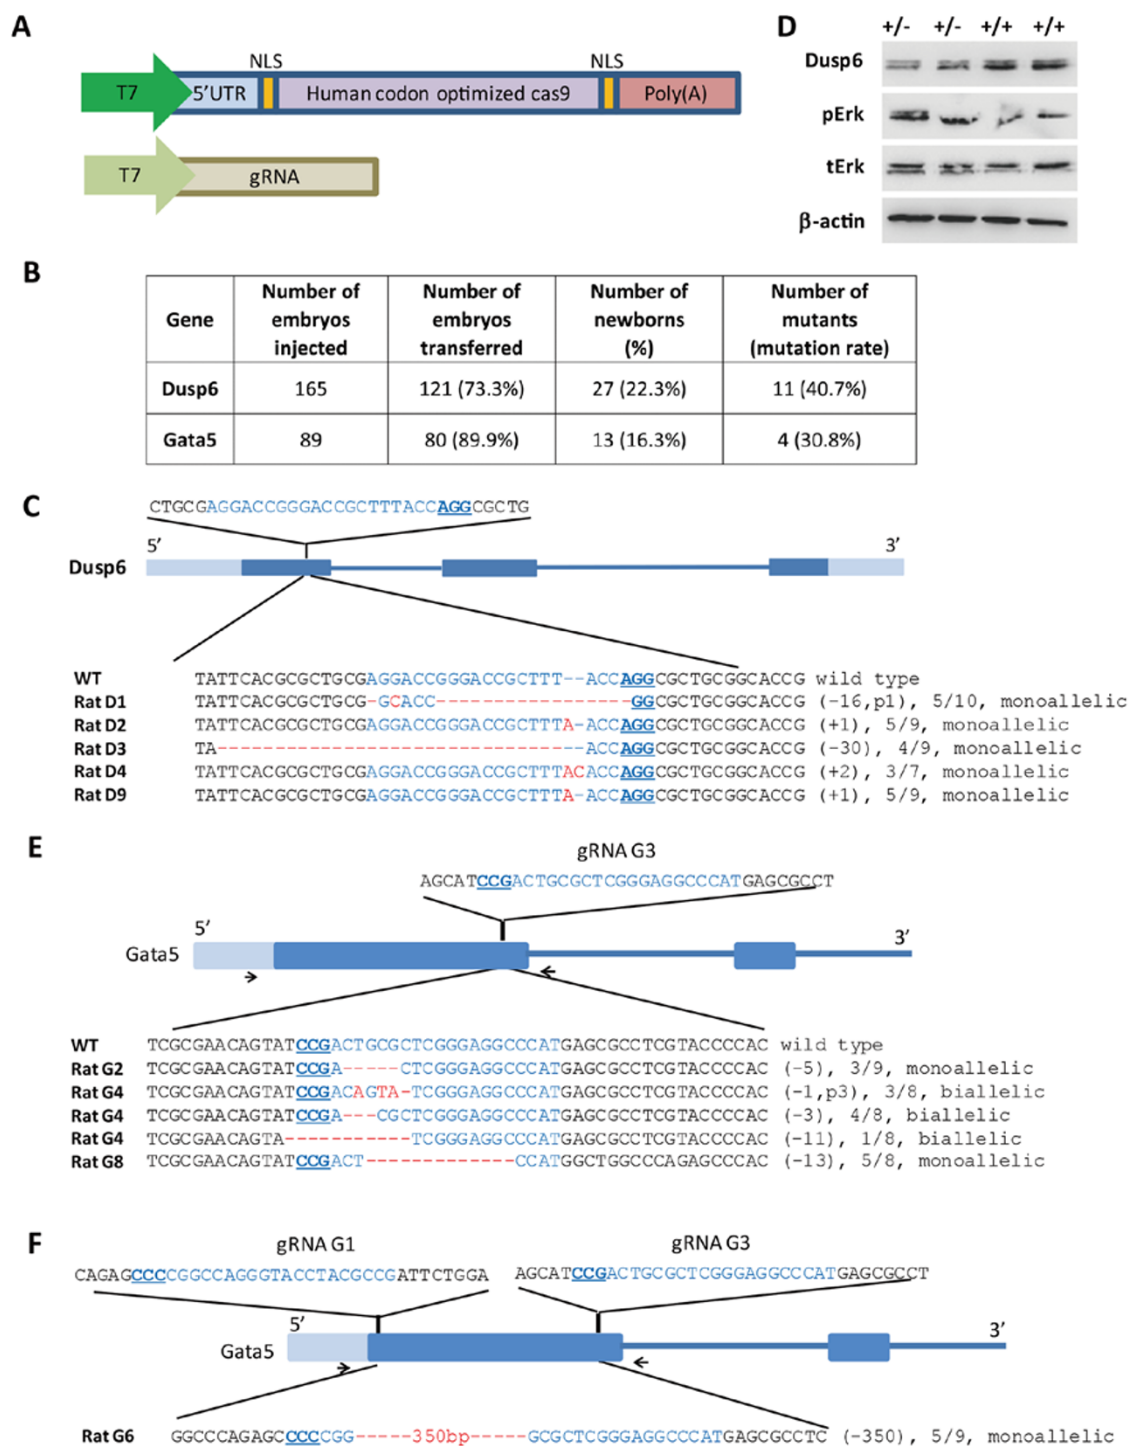 A
NLS NLS
T7 5'UTR Human codon optimized cas9 Poly(A)
T7 gRNA
D
+/- +/- +/+ +/+
Dusp6
pErk
tErk
β-actin
B
Gene Number of embryos injected Number of embryos transferred Number of newborns (%) Number of mutants (mutation rate)
Dusp6 165 121 (73.3%) 27 (22.3%) 11 (40.7%)
Gata5 89 80 (89.9%) 13 (16.3%) 4 (30.8%)
C
CTGCGAGGACCGGGACCGCTTTACCAGGCGCTG
5' 3'
Dusp6
WT TATTCACGCGCTGCGAGGACCGGGACCGCTTT--ACCAGGCGCTGCGGCACCG wild type
Rat D1 TATTCACGCGCTGCG-GCACC-----------------GGCGCTGCGGCACCG (-16,p1), 5/10, monoallelic
Rat D2 TATTCACGCGCTGCGAGGACCGGGACCGCTTTA-ACCAGGCGCTGCGGCACCG (+1), 5/9, monoallelic
Rat D3 TA--------------------------------ACCAGGCGCTGCGGCACCG (-30), 4/9, monoallelic
Rat D4 TATTCACGCGCTGCGAGGACCGGGACCGCTTTACACCAGGCGCTGCGGCACCG (+2), 3/7, monoallelic
Rat D9 TATTCACGCGCTGCGAGGACCGGGACCGCTTTA-ACCAGGCGCTGCGGCACCG (+1), 5/9, monoallelic
E
gRNA G3
AGCATCCGACTGCGCTCGGGAGGCCCATGAGCGCCT
5' 3'
Gata5
WT TCGCGAACAGTATCCGACTGCGCTCGGGAGGCCCATGAGCGCCTCGTACCCCAC wild type
Rat G2 TCGCGAACAGTATCCGA-----CTCGGGAGGCCCATGAGCGCCTCGTACCCCAC (-5), 3/9, monoallelic
Rat G4 TCGCGAACAGTATCCGACAGTA-TCGGGAGGCCCATGAGCGCCTCGTACCCCAC (-1,p3), 3/8, biallelic
Rat G4 TCGCGAACAGTATCCGA---CGCTCGGGAGGCCCATGAGCGCCTCGTACCCCAC (-3), 4/8, biallelic
Rat G4 TCGCGAACAGTA-----------TCGGGAGGCCCATGAGCGCCTCGTACCCCAC (-11), 1/8, biallelic
Rat G8 TCGCGAACAGTATCCGACT-------------CCATGGCTGGCCCAGAGCCCAC (-13), 5/8, monoallelic
F
gRNA G1 gRNA G3
CAGAGCCCCGGCCAGGGTACCTACGCCGATTCTGGA AGCATCCGACTGCGCTCGGGAGGCCCATGAGCGCCT
5' 3'
Gata5
Rat G6 GGCCCAGAGCCCCCGG-----350bp-----GCGCTCGGGAGGCCCATGAGCGCCTC (-350), 5/9, monoallelic